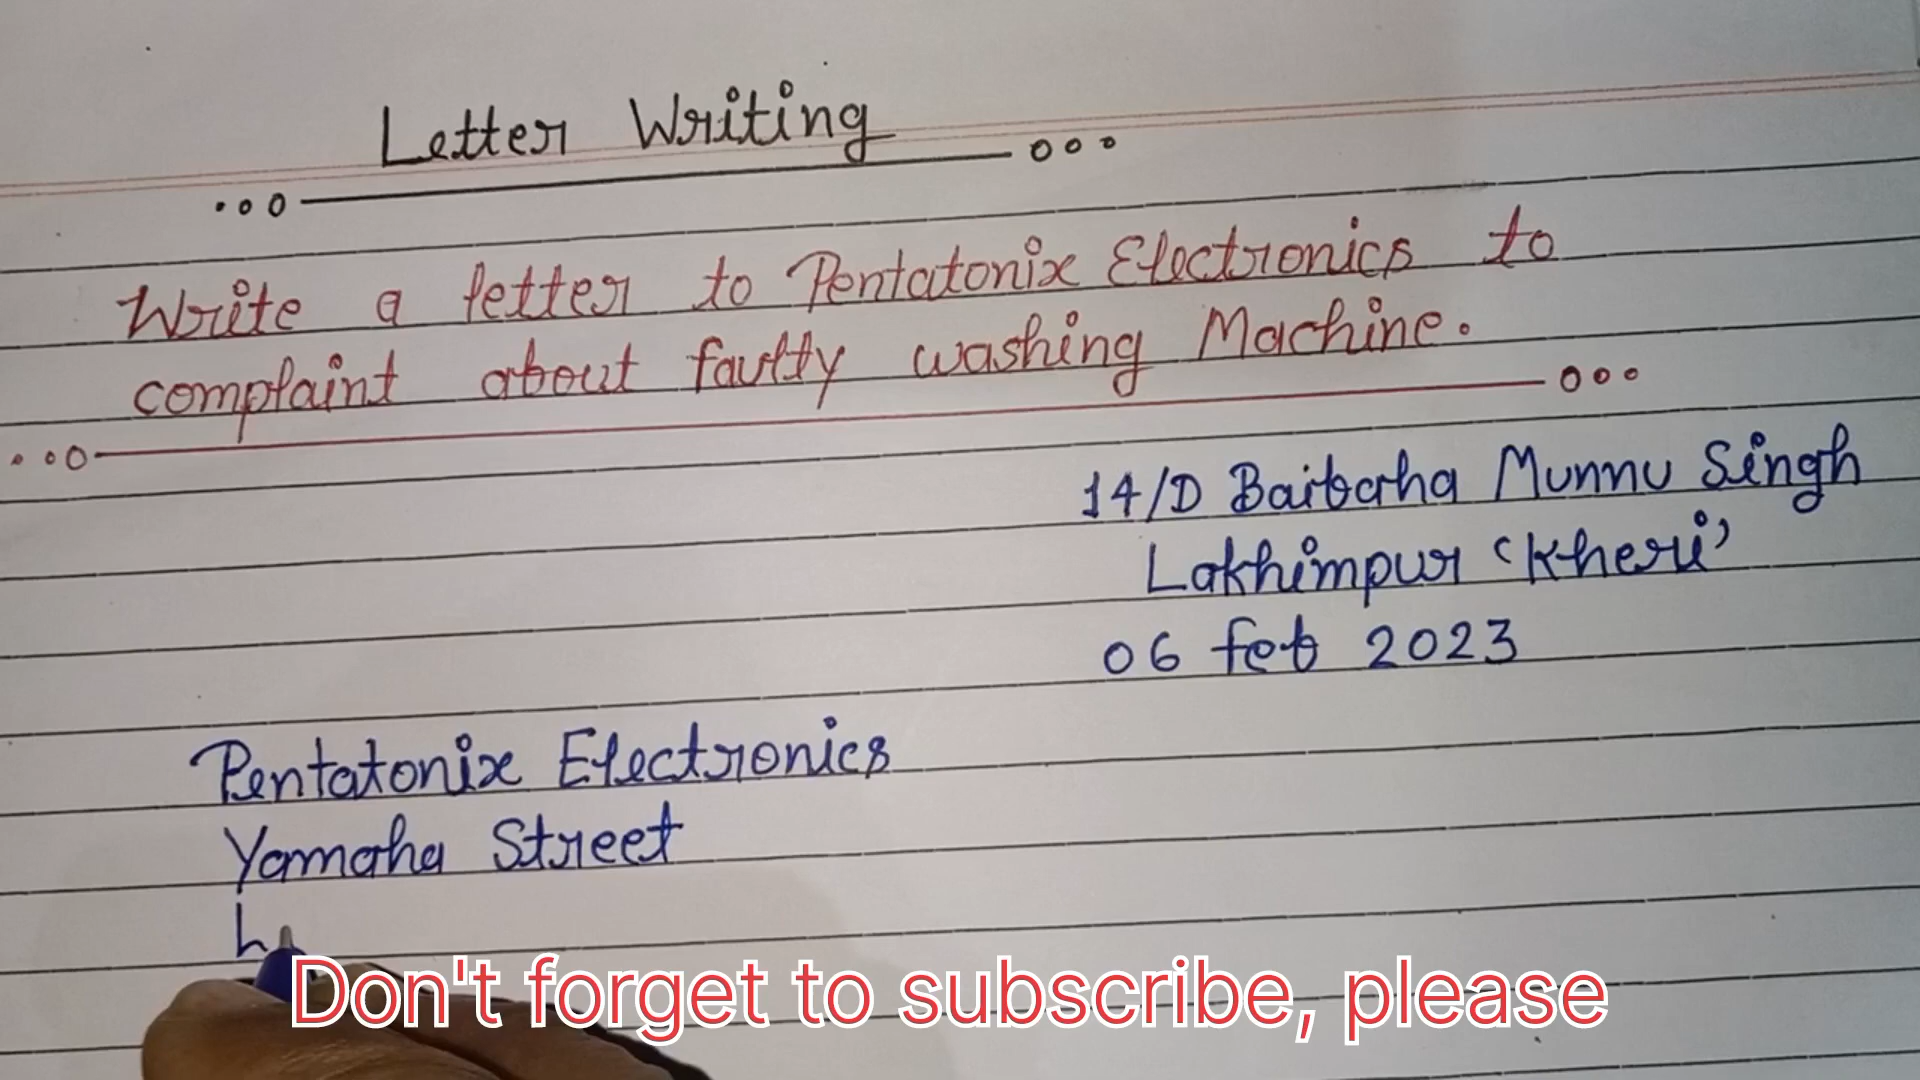 Letter Writing
Write a letter to Pentatonix Electronics to
complaint about faulty washing Machine.
14/D Baibaha Munnu Singh
Lakhimpur (Kheri)
06 feb 2023
Pentatonix Electronics
Yamaha Street
Don't forget to subscribe, please